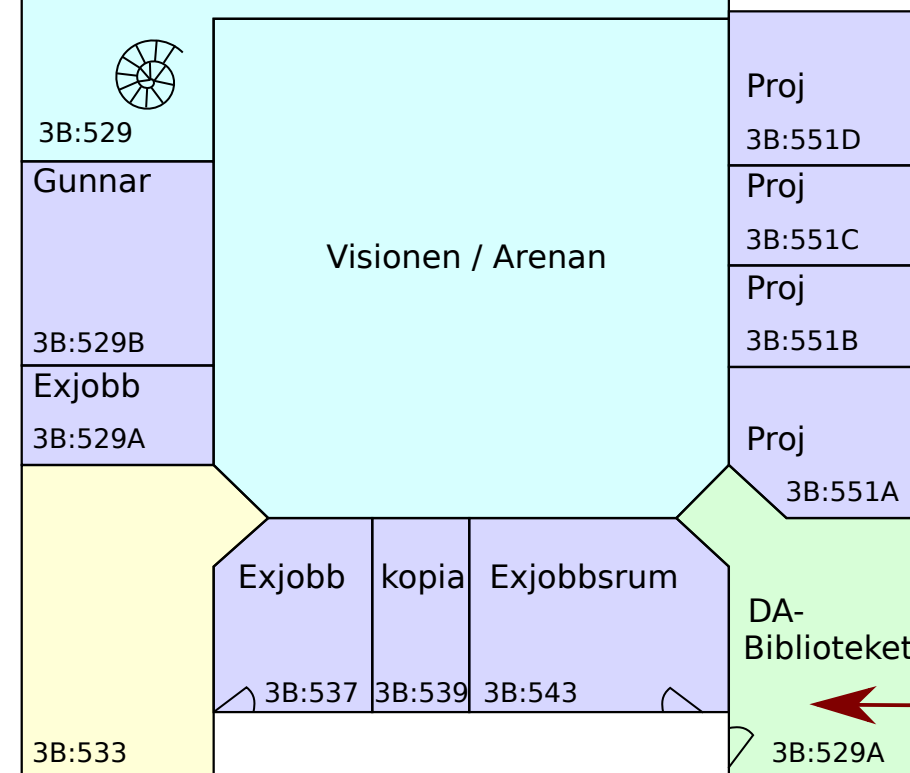 3B:529
Gunnar
3B:529B
Exjobb
3B:529A
3B:533
Visionen / Arenan
Exjobb
3B:537
kopia
3B:539
Exjobbsrum
3B:543
Proj
3B:551D
Proj
3B:551C
Proj
3B:551B
Proj
3B:551A
DA-
Biblioteket
3B:529A